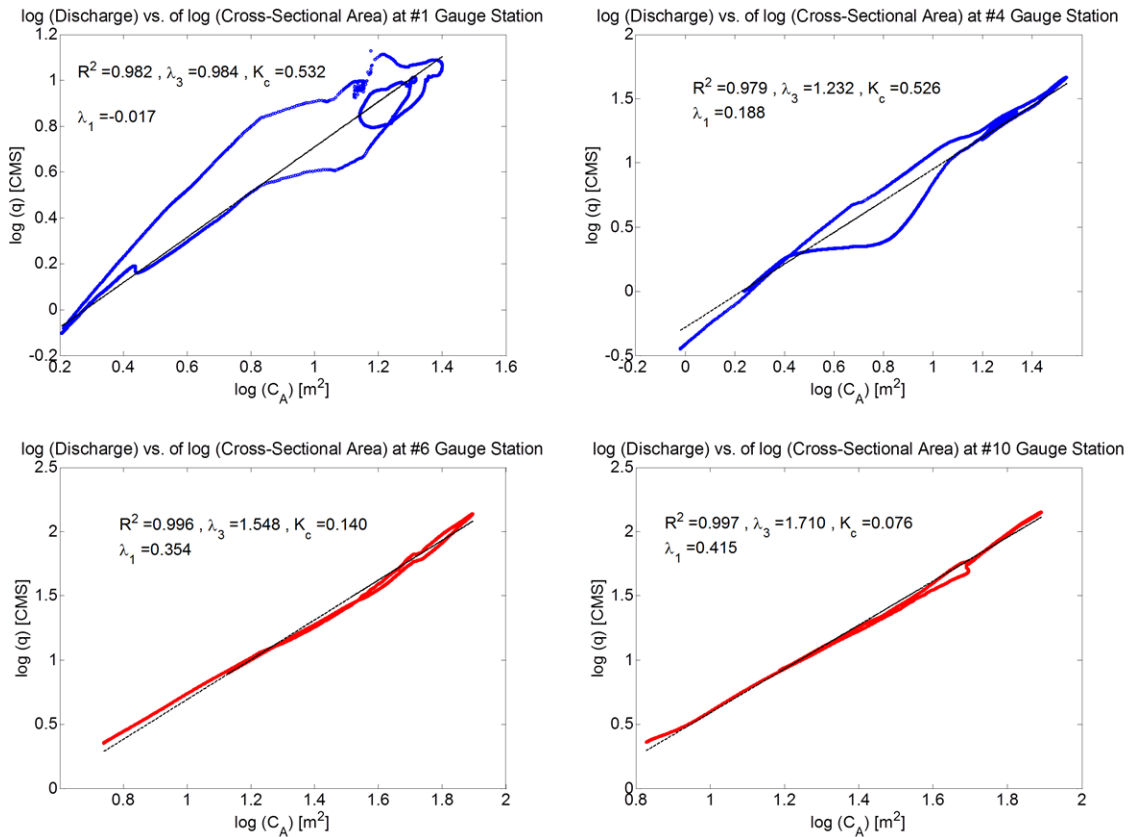 log (Discharge) vs. of log (Cross-Sectional Area) at #1 Gauge Station
R² =0.982 , λ₃ =0.984 , K_c =0.532
λ₁ =-0.017
log (q) [CMS]
1.2
1
0.8
0.6
0.4
0.2
0
-0.2
0.2 0.4 0.6 0.8 1 1.2 1.4 1.6
log (C_A) [m²]
log (Discharge) vs. of log (Cross-Sectional Area) at #4 Gauge Station
R² =0.979 , λ₃ =1.232 , K_c =0.526
λ₁ =0.188
log (q) [CMS]
2
1.5
1
0.5
0
-0.5
-0.2 0 0.2 0.4 0.6 0.8 1 1.2 1.4
log (C_A) [m²]
log (Discharge) vs. of log (Cross-Sectional Area) at #6 Gauge Station
R² =0.996 , λ₃ =1.548 , K_c =0.140
λ₁ =0.354
log (q) [CMS]
2.5
2
1.5
1
0.5
0
0.8 1 1.2 1.4 1.6 1.8 2
log (C_A) [m²]
log (Discharge) vs. of log (Cross-Sectional Area) at #10 Gauge Station
R² =0.997 , λ₃ =1.710 , K_c =0.076
λ₁ =0.415
log (q) [CMS]
2.5
2
1.5
1
0.5
0
0.8 1 1.2 1.4 1.6 1.8 2
log (C_A) [m²]